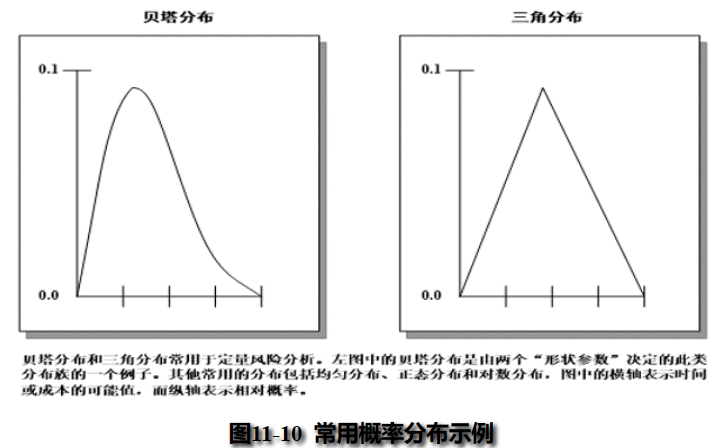 贝塔分布
三角分布
0.1
0.0
0.1
0.0
贝塔分布和三角分布常用于定量风险分析。左图中的贝塔分布是由两个“形状参数”决定的此类
分布族的一个例子。其他常用的分布包括均匀分布、正态分布和对数分布，图中的横轴表示时间
或成本的可能值，而纵轴表示相对概率。
图11-10 常用概率分布示例